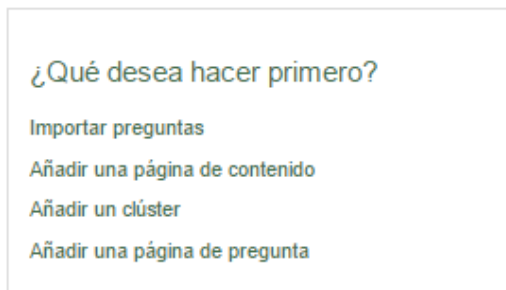 ¿Qué desea hacer primero?
Importar preguntas
Añadir una página de contenido
Añadir un clúster
Añadir una página de pregunta